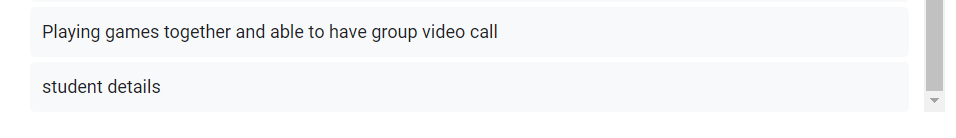 Playing games together and able to have group video call
student details